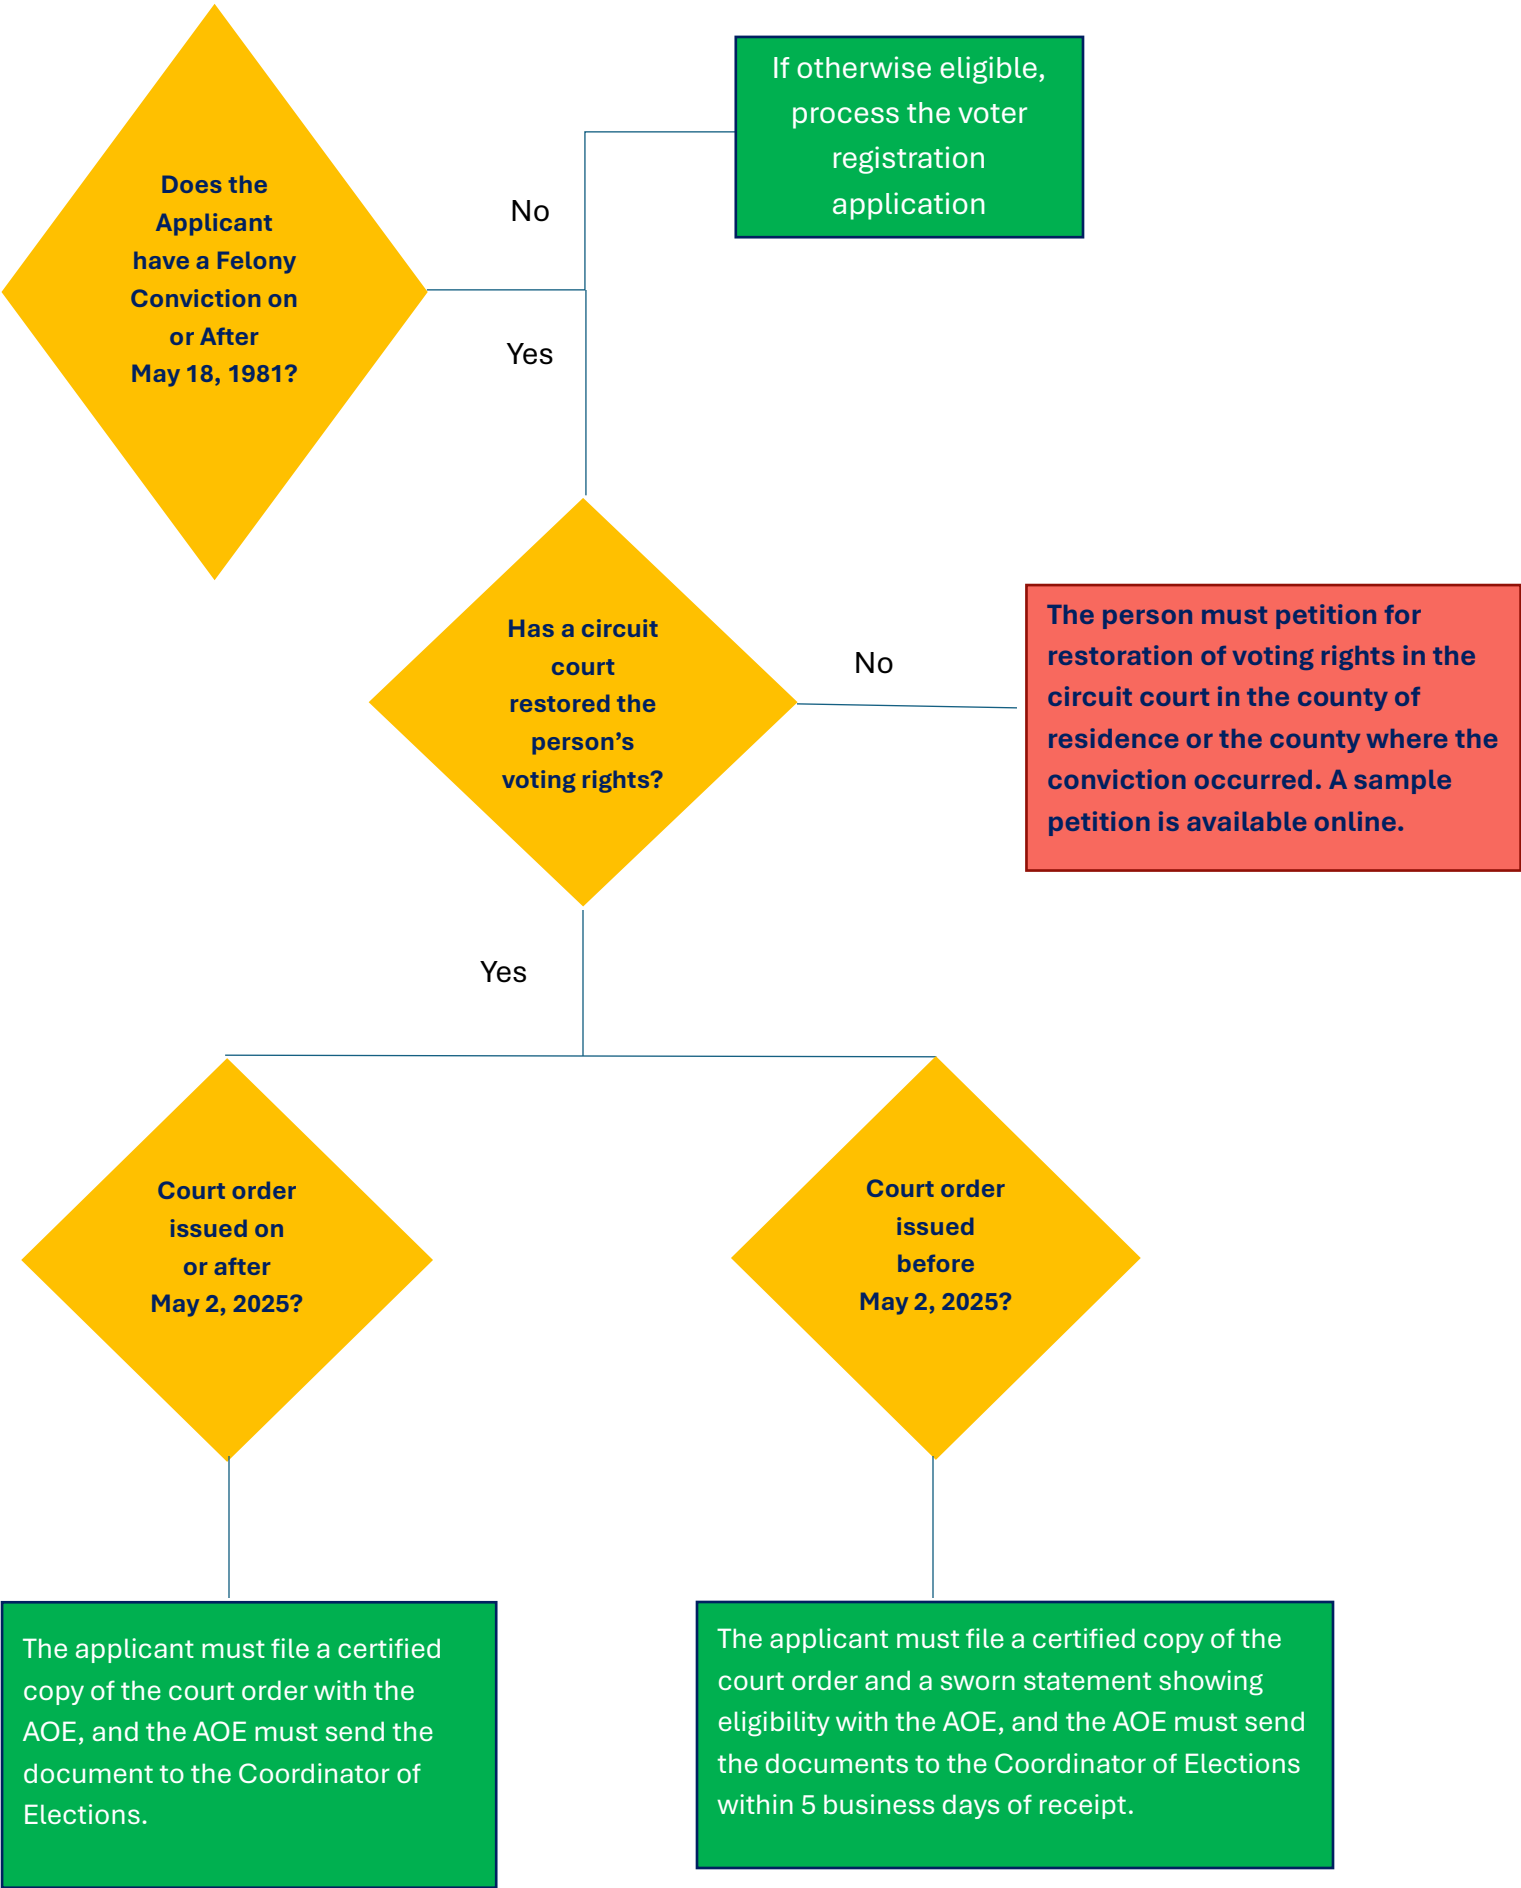 Does the
Applicant
have a Felony
Conviction on
or After
May 18, 1981?
No
If otherwise eligible,
process the voter
registration
application
Yes
Has a circuit
court
restored the
person’s
voting rights?
No
The person must petition for
restoration of voting rights in the
circuit court in the county of
residence or the county where the
conviction occurred. A sample
petition is available online.
Yes
Court order
issued on
or after
May 2, 2025?
Court order
issued
before
May 2, 2025?
The applicant must file a certified
copy of the court order with the
AOE, and the AOE must send the
document to the Coordinator of
Elections.
The applicant must file a certified copy of the
court order and a sworn statement showing
eligibility with the AOE, and the AOE must send
the documents to the Coordinator of Elections
within 5 business days of receipt.